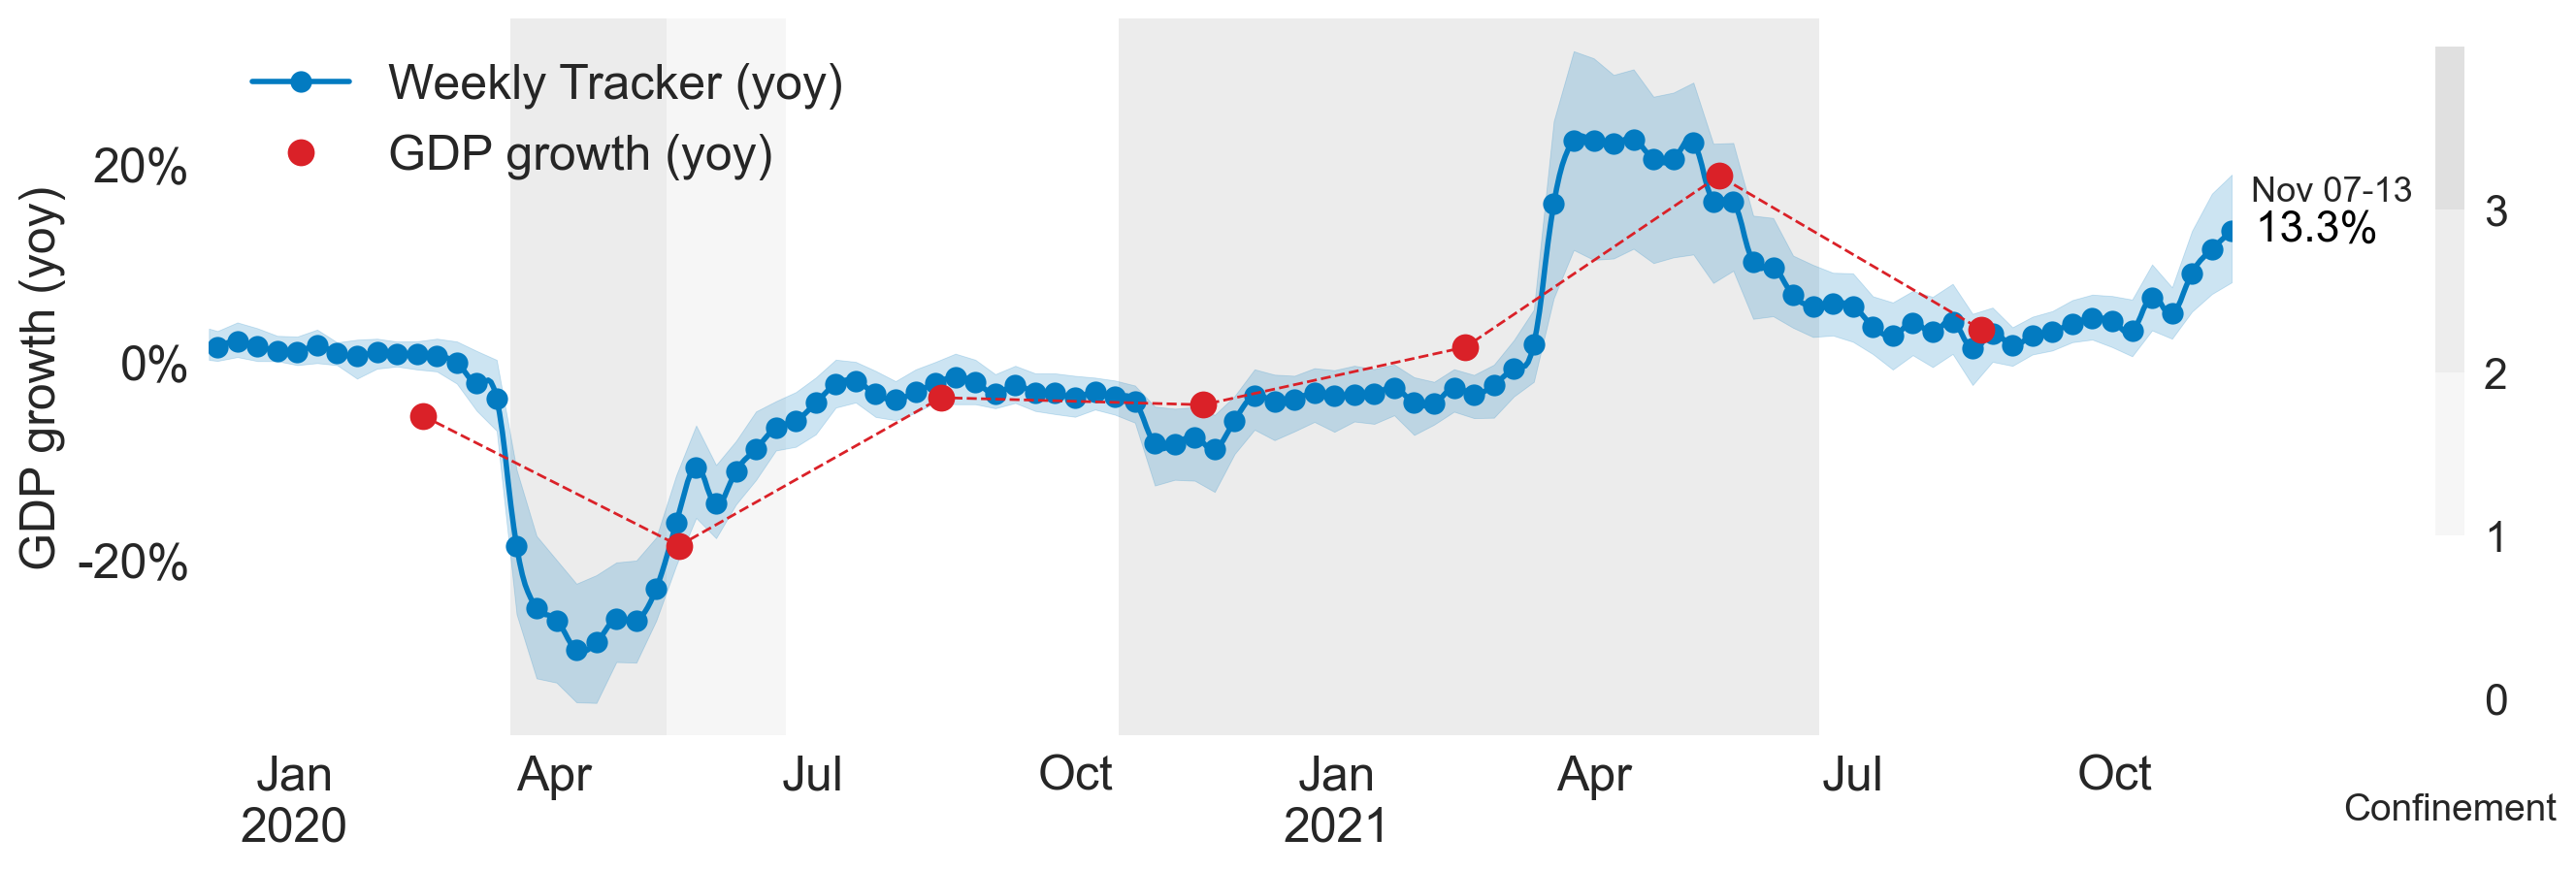 Weekly Tracker (yoy)
GDP growth (yoy)
GDP growth (yoy)
20%
0%
-20%
Jan
2020
Apr
Jul
Oct
Jan
2021
Apr
Jul
Oct
Nov 07-13
13.3%
3
2
1
0
Confinement